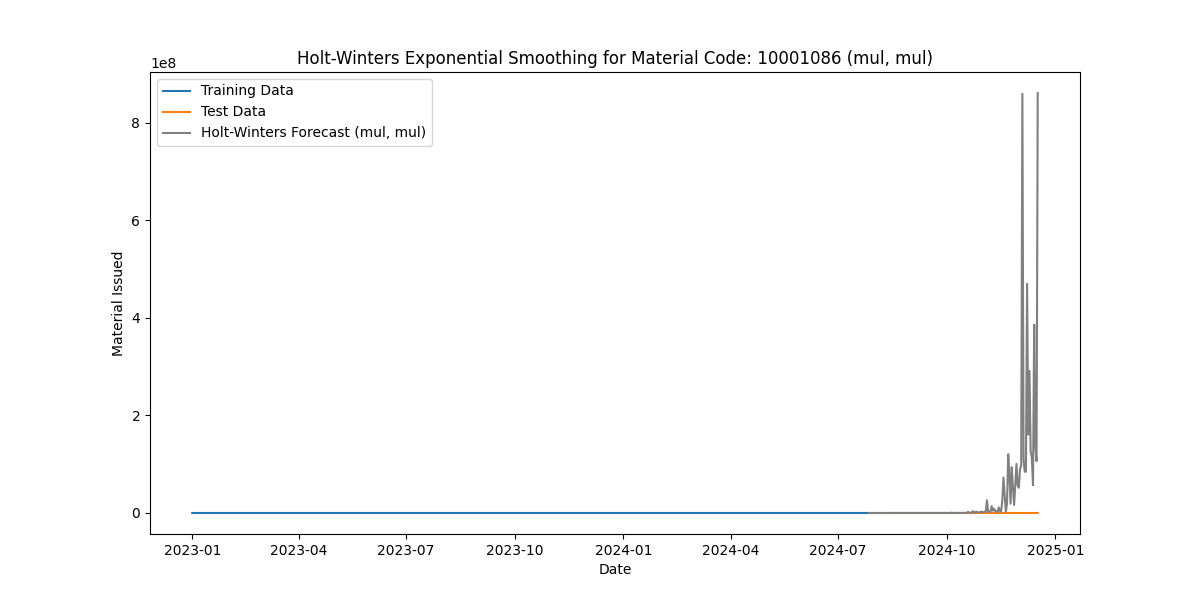 Holt-Winters Exponential Smoothing for Material Code: 10001086 (mul, mul)
1e8
Training Data
Test Data
Holt-Winters Forecast (mul, mul)
8
6
4
2
0
Material Issued
2023-01 2023-04 2023-07 2023-10 2024-01 2024-04 2024-07 2024-10 2025-01
Date